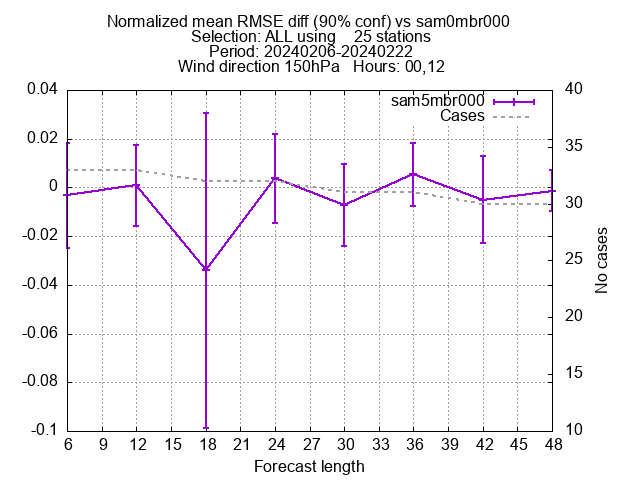 Normalized mean RMSE diff (90% conf) vs sam0mbr000
Selection: ALL using    25 stations
Period: 20240206-20240222
Wind direction 150hPa   Hours: 00,12
sam5mbr000
Cases
0.04
0.02
0
-0.02
-0.04
-0.06
-0.08
-0.1
40
35
30
25
20
15
10
No cases
6 9 12 15 18 21 24 27 30 33 36 39 42 45 48
Forecast length